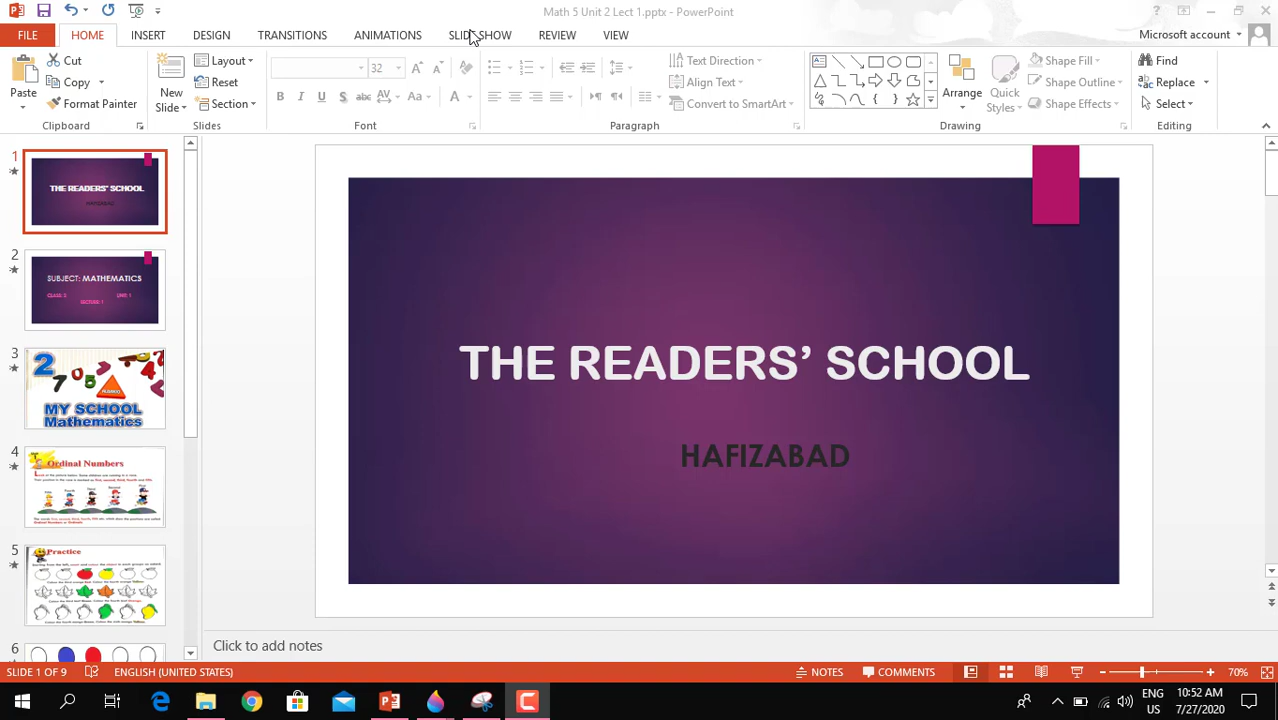 Math 5 Unit 2 Lect 1.pptx - PowerPoint
FILE HOME INSERT DESIGN TRANSITIONS ANIMATIONS SLIDE SHOW REVIEW VIEW Microsoft account
Paste
Cut
Copy
Format Painter
Clipboard
New
Slide
Layout
Reset
Section
Slides
32
B I U S abc AV Aa A
Font
Text Direction
Align Text
Convert to SmartArt
Paragraph
Arrange
Quick
Styles
Shape Fill
Shape Outline
Shape Effects
Drawing
Find
Replace
Select
Editing
1
THE READERS' SCHOOL
HAFIZABAD
2
SUBJECT: MATHEMATICS
3
2
MY SCHOOL
Mathematics
4
Ordinal Numbers
5
Practice
6
THE READERS’ SCHOOL
HAFIZABAD
Click to add notes
SLIDE 1 OF 9 ENGLISH (UNITED STATES) NOTES COMMENTS 70%
ENG
US
10:52 AM
7/27/2020